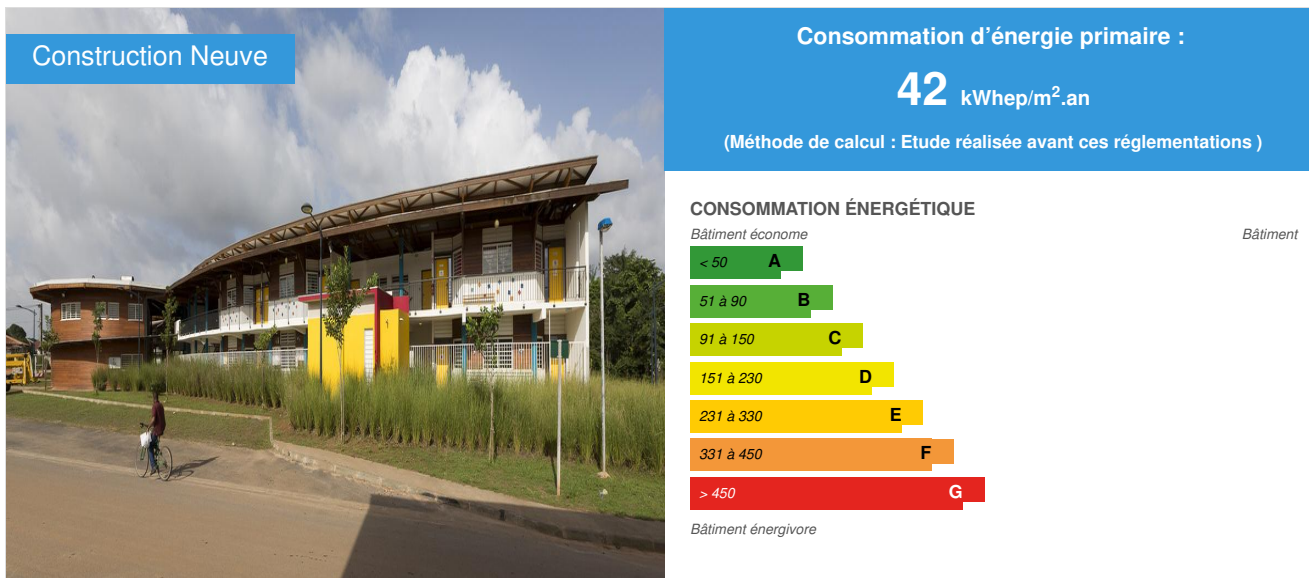 Construction Neuve
Consommation d'énergie primaire :
42 kWhep/m².an
(Méthode de calcul : Etude réalisée avant ces réglementations )
CONSOMMATION ÉNERGÉTIQUE
Bâtiment économe
Bâtiment
< 50 A
51 à 90 B
91 à 150 C
151 à 230 D
231 à 330 E
331 à 450 F
> 450 G
Bâtiment énergivore